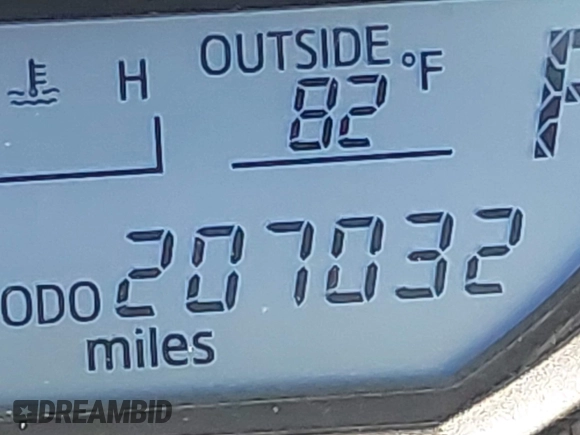 OUTSIDE
H 82 °F
ODO 207032
miles
DREAMBID